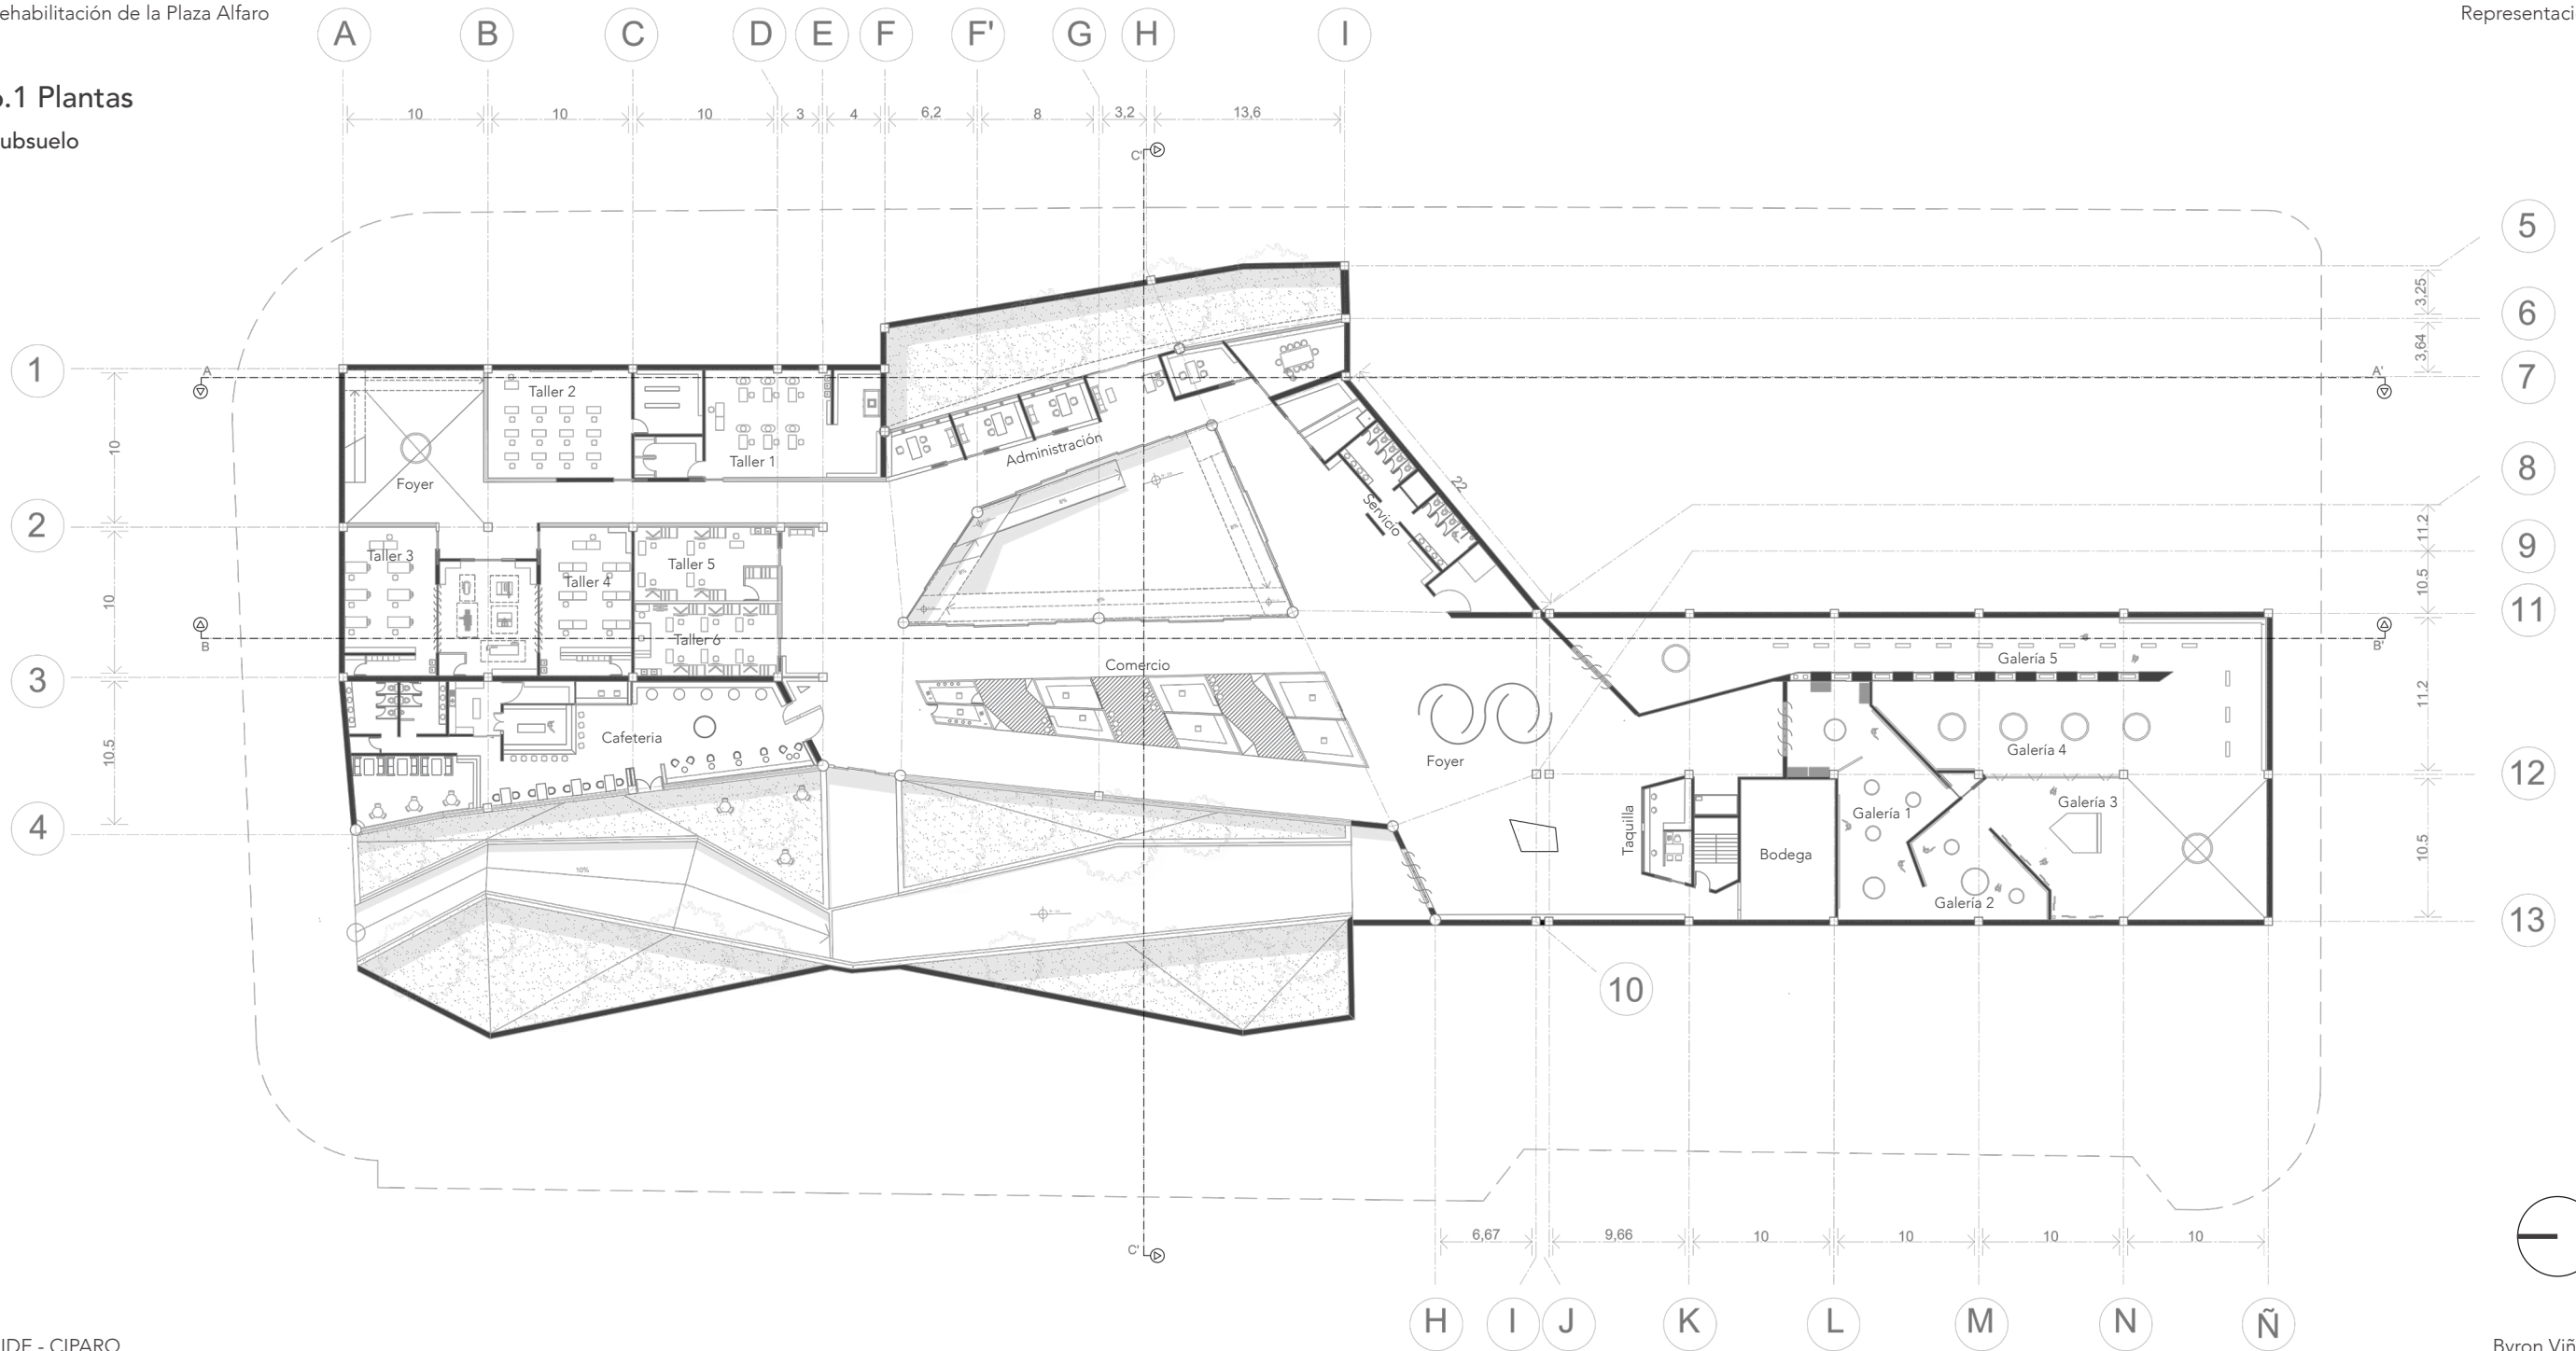 ehabilitación de la Plaza Alfaro
Representaci
A B C D E F F' G H I
.1 Plantas
ubsuelo
10 10 10 3 4 6,2 8 3,2 13,6
C'
5
3,25
6
3,64
1
A
A'
7
Taller 2
Taller 1
Foyer
10
Administración
22
Servicio
8
2
11.2
9
Taller 3
Taller 4
Taller 5
Taller 6
10
10.5
11
B
B'
3
Comercio
Galería 5
11.2
Cafeteria
10.5
Foyer
Galería 4
12
Taquilla
Galería 1
Galería 3
4
Bodega
10.5
10%
Galería 2
13
10
C'
6,67 9,66 10 10 10 10
H I J K L M N Ñ
IDE - CIPARO
Byron Viñ